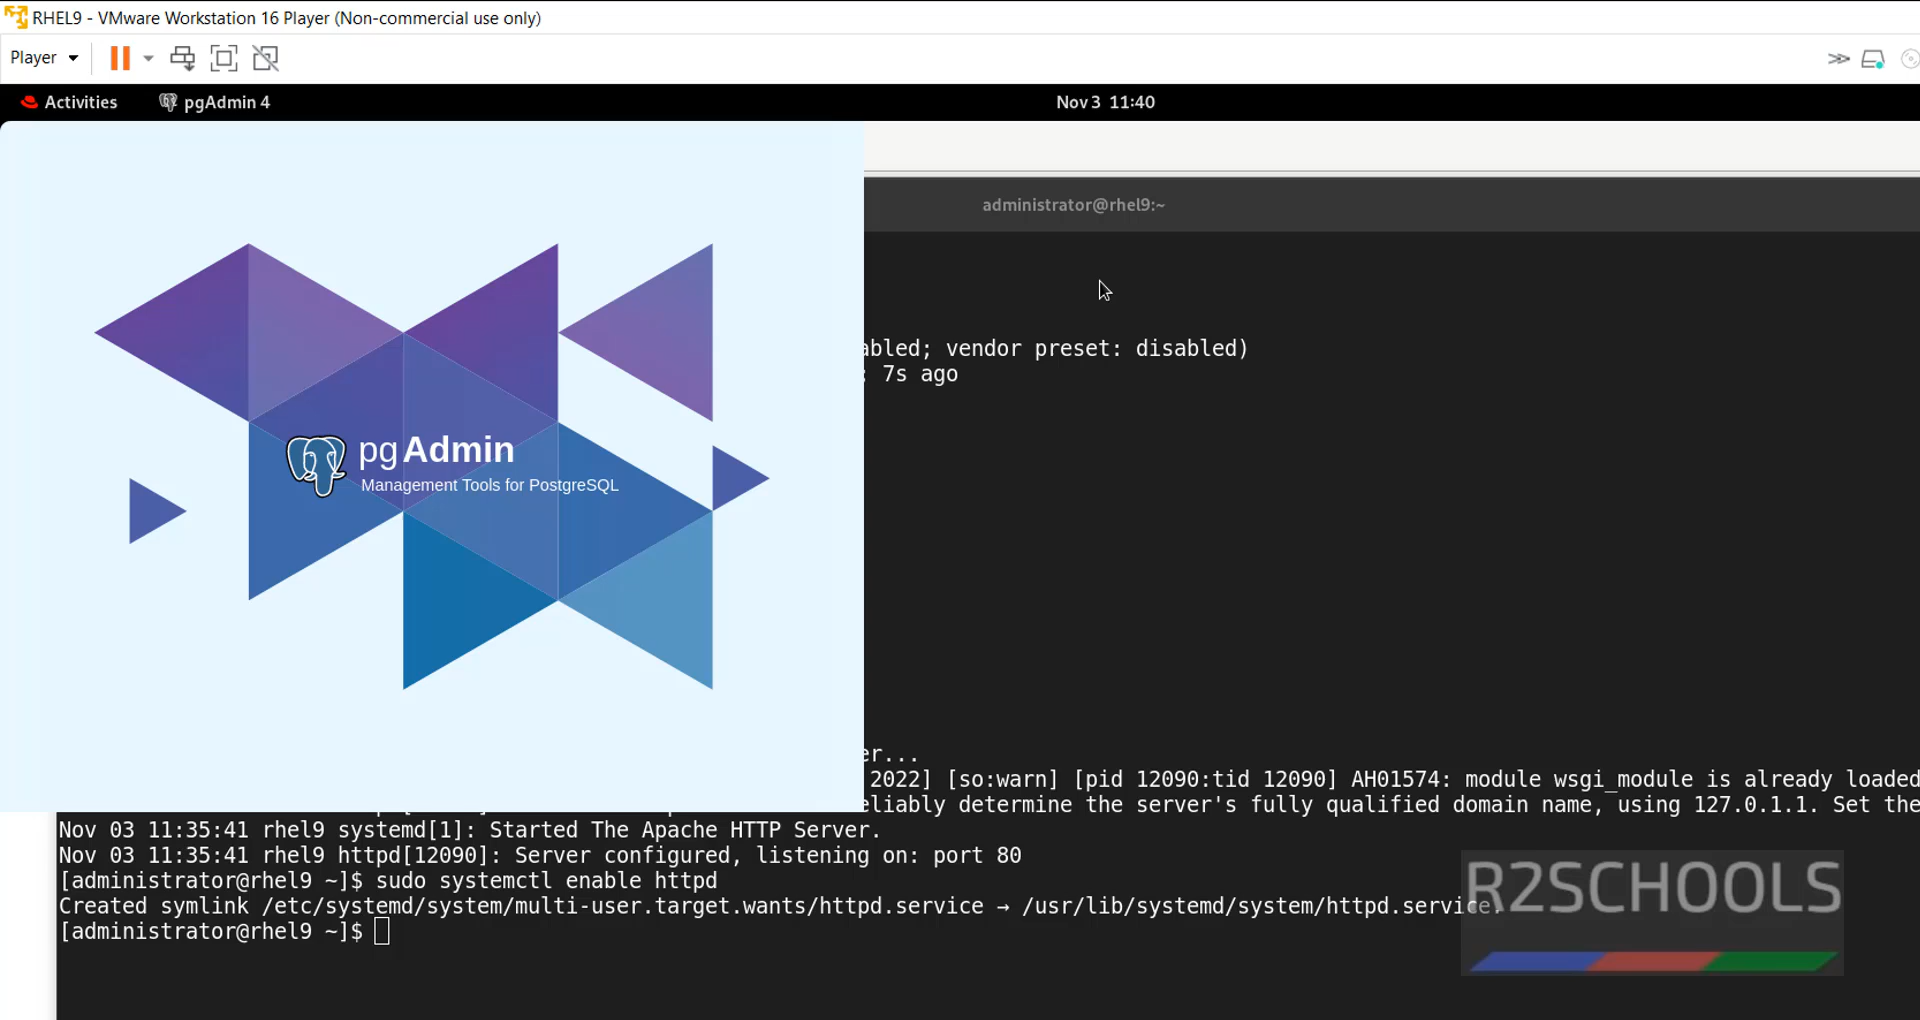 RHEL9 - VMware Workstation 16 Player (Non-commercial use only)
Player
Activities
pgAdmin 4
Nov 3 11:40
administrator@rhel9:~
abled; vendor preset: disabled)
: 7s ago
pgAdmin
Management Tools for PostgreSQL
er...
2022] [so:warn] [pid 12090:tid 12090] AH01574: module wsgi_module is already loaded
eliably determine the server's fully qualified domain name, using 127.0.1.1. Set the
Nov 03 11:35:41 rhel9 systemd[1]: Started The Apache HTTP Server.
Nov 03 11:35:41 rhel9 httpd[12090]: Server configured, listening on: port 80
[administrator@rhel9 ~]$ sudo systemctl enable httpd
Created symlink /etc/systemd/system/multi-user.target.wants/httpd.service → /usr/lib/systemd/system/httpd.service.
[administrator@rhel9 ~]$
R2SCHOOLS